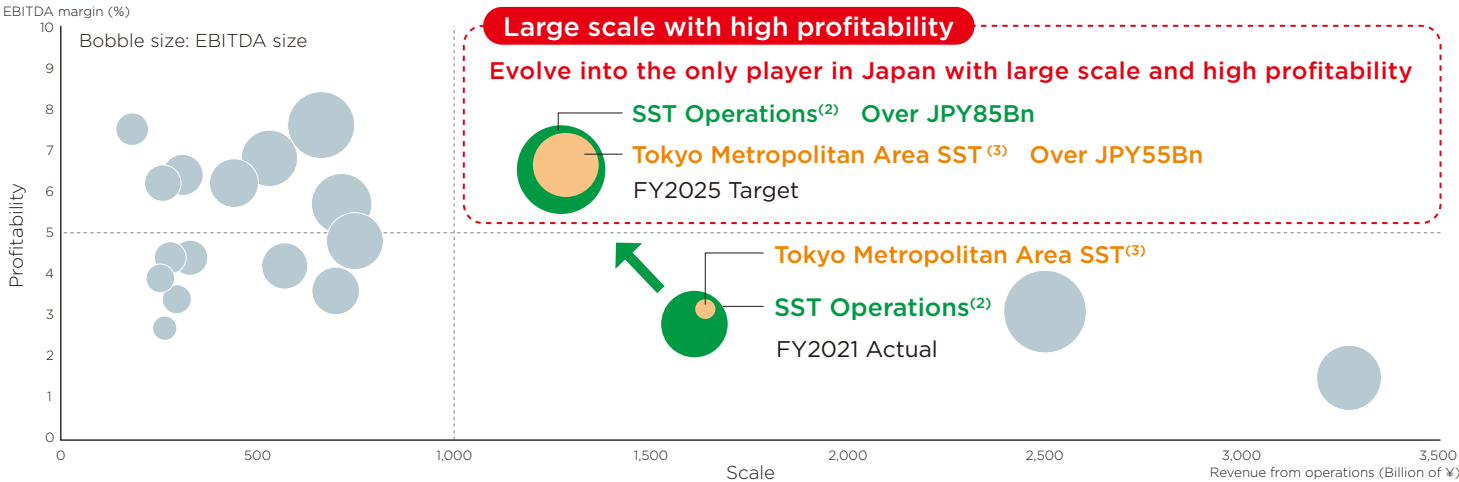 EBITDA margin (%)
Bobble size: EBITDA size
Large scale with high profitability
Evolve into the only player in Japan with large scale and high profitability
SST Operations(2) Over JPY85Bn
Tokyo Metropolitan Area SST (3) Over JPY55Bn
FY2025 Target
Tokyo Metropolitan Area SST(3)
SST Operations(2)
FY2021 Actual
Profitability
10
9
8
7
6
5
4
3
2
1
0
0 500 1,000 1,500 2,000 2,500 3,000 3,500
Scale
Revenue from operations (Billion of ¥)